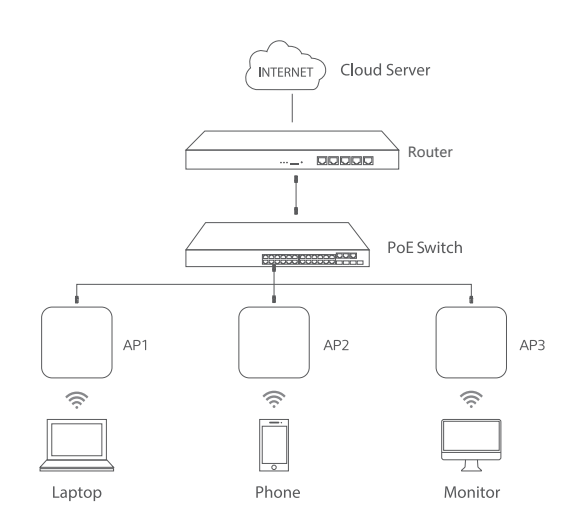 INTERNET
Cloud Server
Router
PoE Switch
AP1
AP2
AP3
Laptop
Phone
Monitor